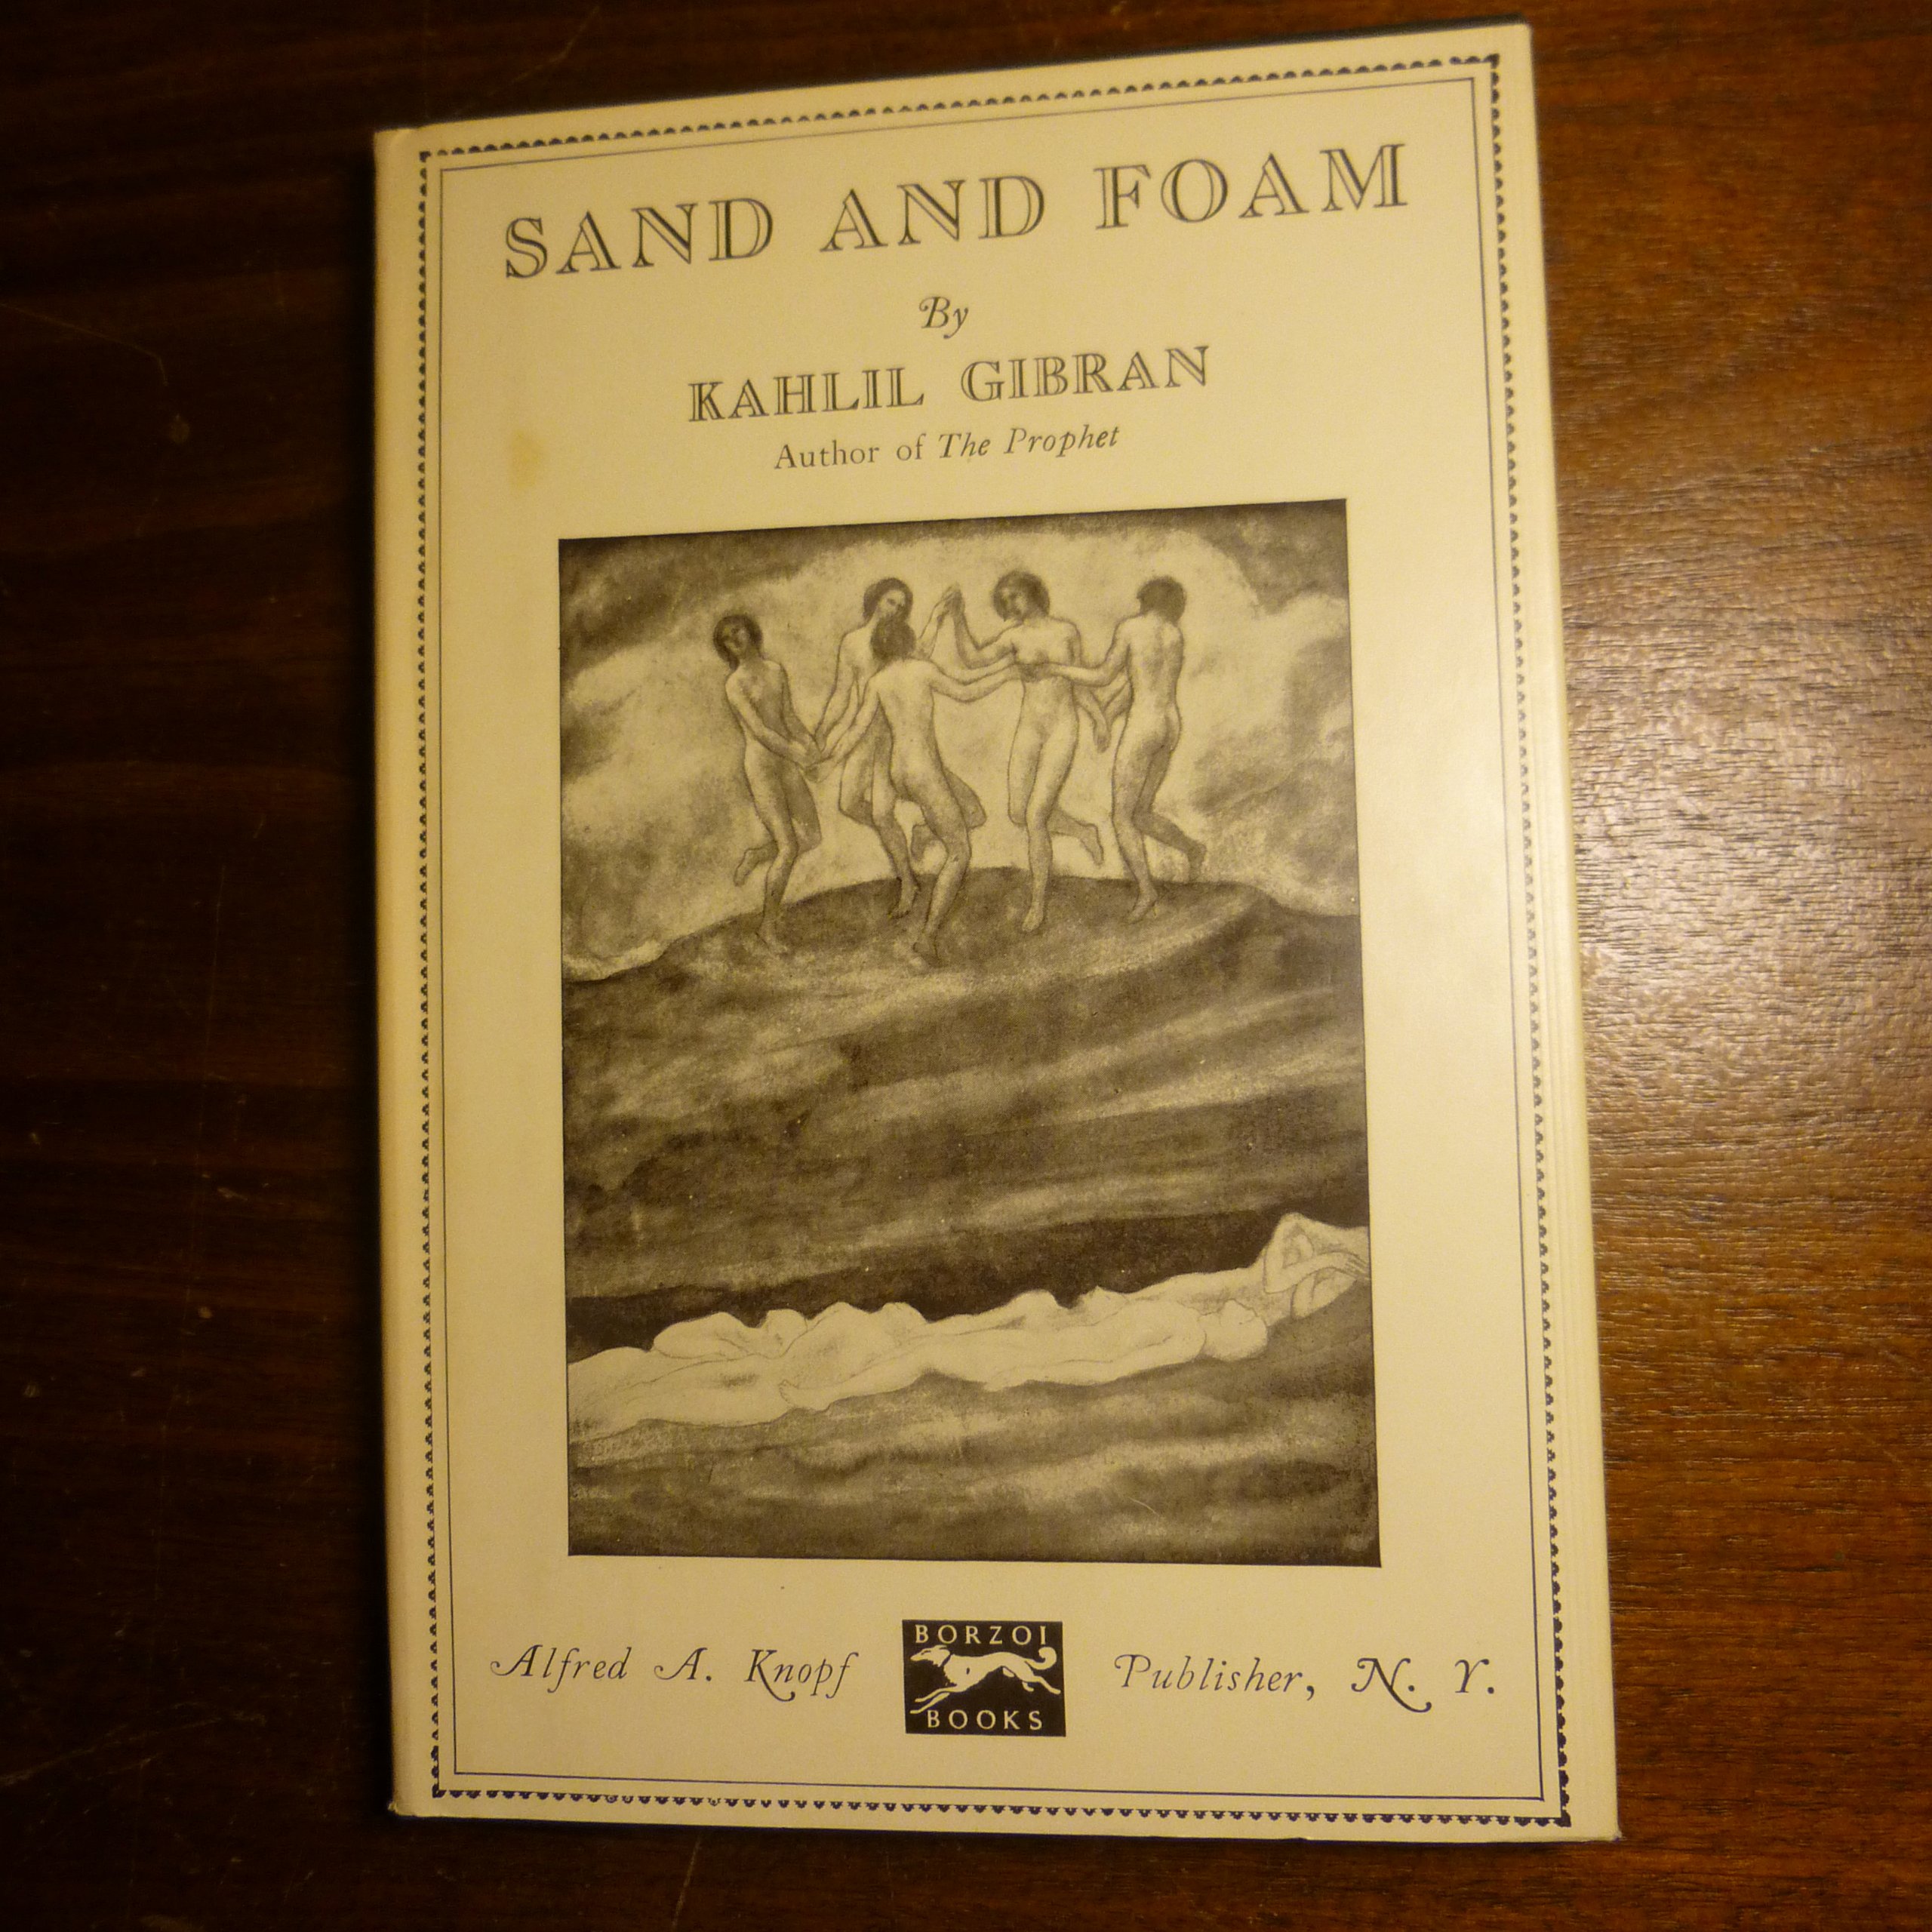 SAND AND FOAM
By
KAHLIL GIBRAN
Author of The Prophet
Alfred A. Knopf
BORZOI
BOOKS
Publisher, N. Y.